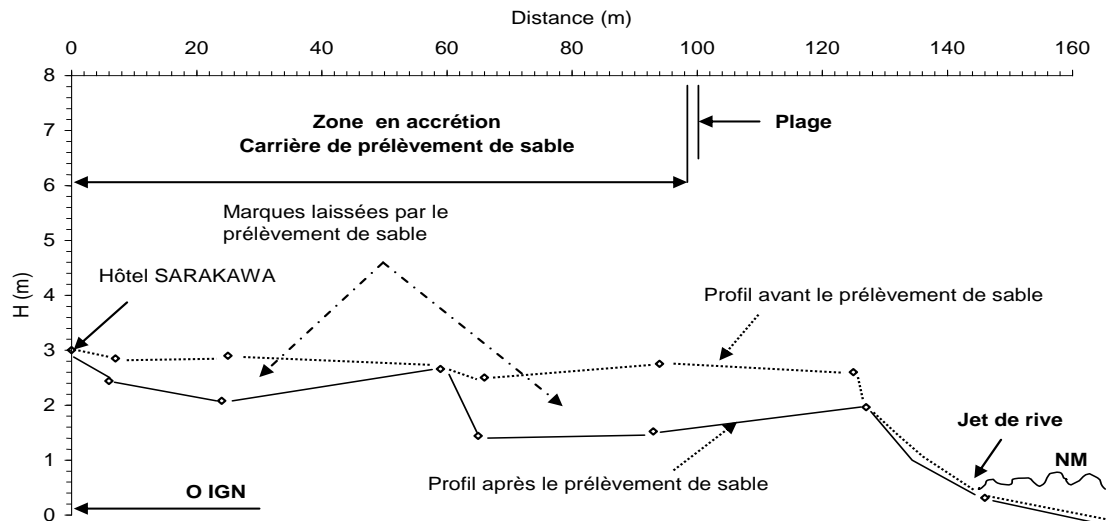 Distance (m)
0 20 40 60 80 100 120 140 160
8
7
6
5
4
3
2
1
0
H (m)
Zone en accrétion
Carrière de prélèvement de sable
Plage
Marques laissées par le
prélèvement de sable
Hôtel SARAKAWA
Profil avant le prélèvement de sable
Jet de rive
NM
Profil après le prélèvement de sable
O IGN